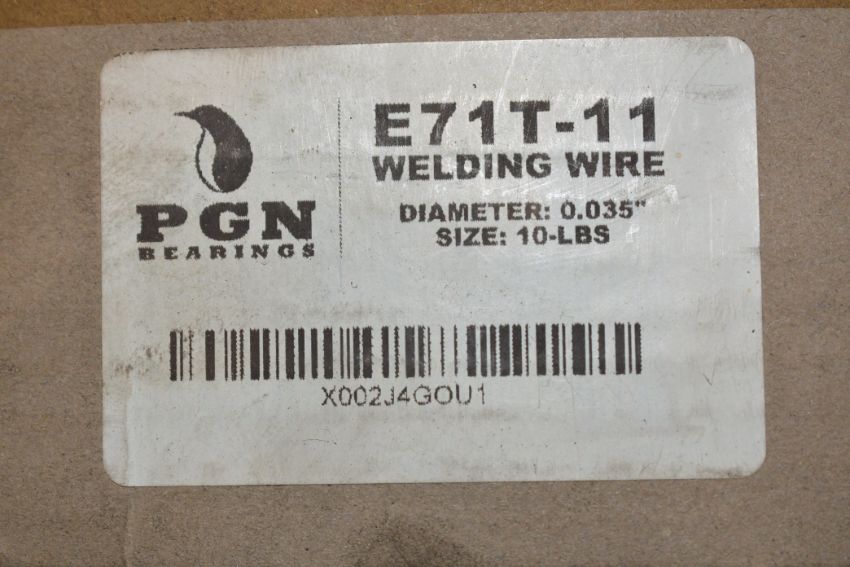 PGN
BEARINGS
E71T-11
WELDING WIRE
DIAMETER: 0.035"
SIZE: 10-LBS
X002J4GOU1